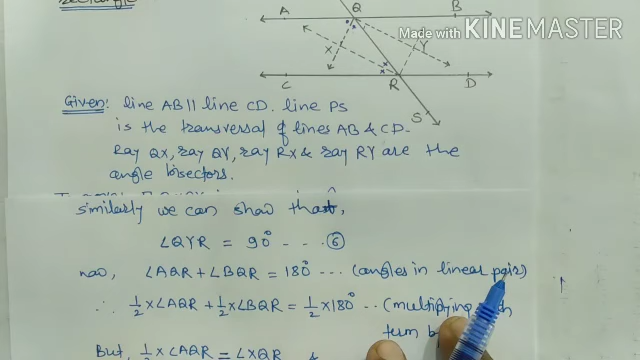 rectangle
A Q B
Made with KINEMASTER
X Y
C R D
S
Given: line AB || line CD. line PS
is the transversal of lines AB & CD.
Ray QX, ray QY, ray RX & ray RY are the
angle bisectors.
similarly we can show that,
∠QYR = 90° --- ⑥
now, ∠AQR + ∠BQR = 180° --- (angles in linear pair)
∴ 1/2 × ∠AQR + 1/2 × ∠BQR = 1/2 × 180° -- (multiplying
term
But, 1/2 × ∠AQR = ∠XQR &